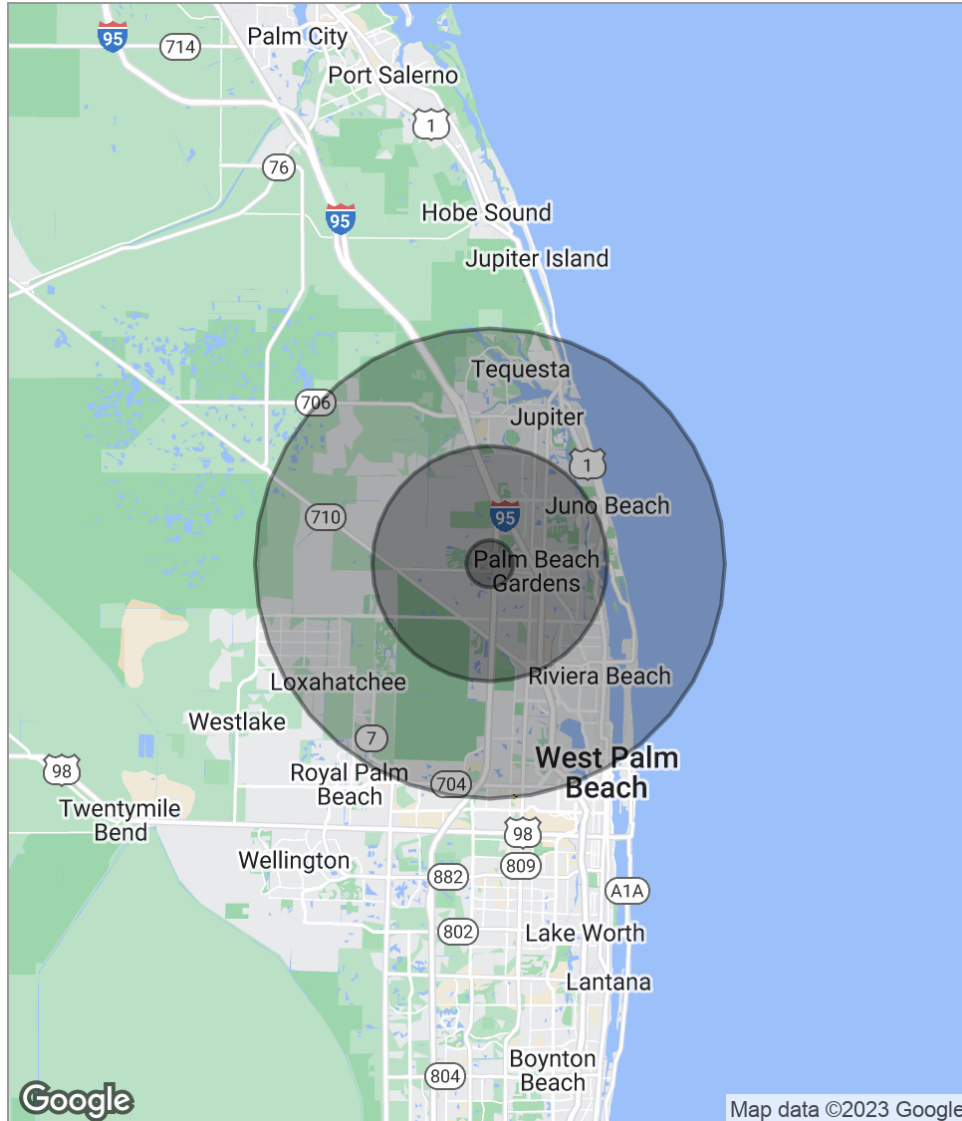 95
714
Palm City
Port Salerno
1
76
95
Hobe Sound
Jupiter Island
Tequesta
706
Jupiter
1
Juno Beach
710
95
Palm Beach
Gardens
Riviera Beach
Loxahatchee
Westlake
7
98
Royal Palm
Beach
704
West Palm
Beach
Twentymile
Bend
98
Wellington
809
882
A1A
802
Lake Worth
Lantana
Boynton
Beach
804
Google
Map data ©2023 Google